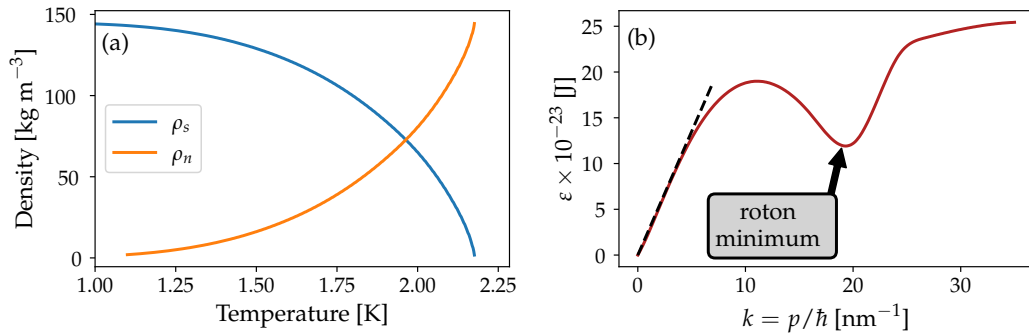 (a)
Density [kg m⁻³]
150
100
50
0
ρₛ
ρₙ
1.00
1.25
1.50
1.75
2.00
2.25
Temperature [K]
(b)
ε × 10⁻²³ [J]
25
20
15
10
5
0
roton
minimum
0
10
20
30
k = p/ħ [nm⁻¹]